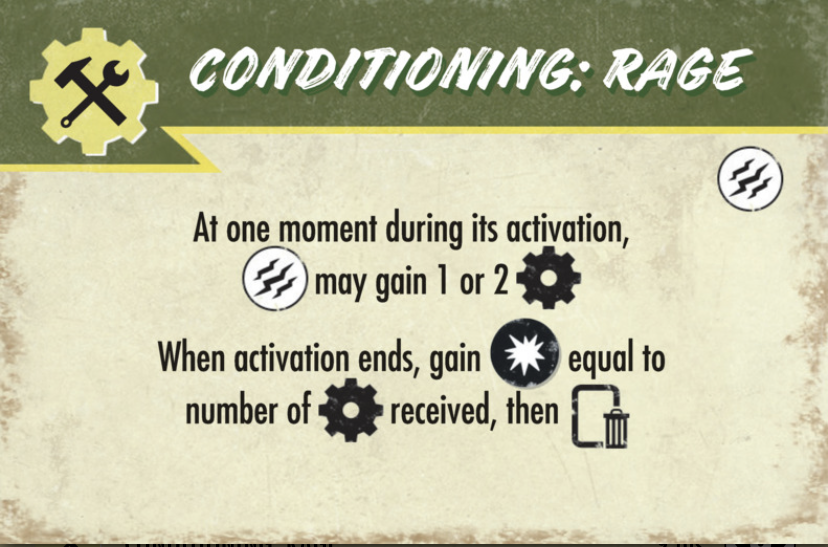 CONDITIONING: RAGE
At one moment during its activation,
may gain 1 or 2
When activation ends, gain equal to
number of received, then